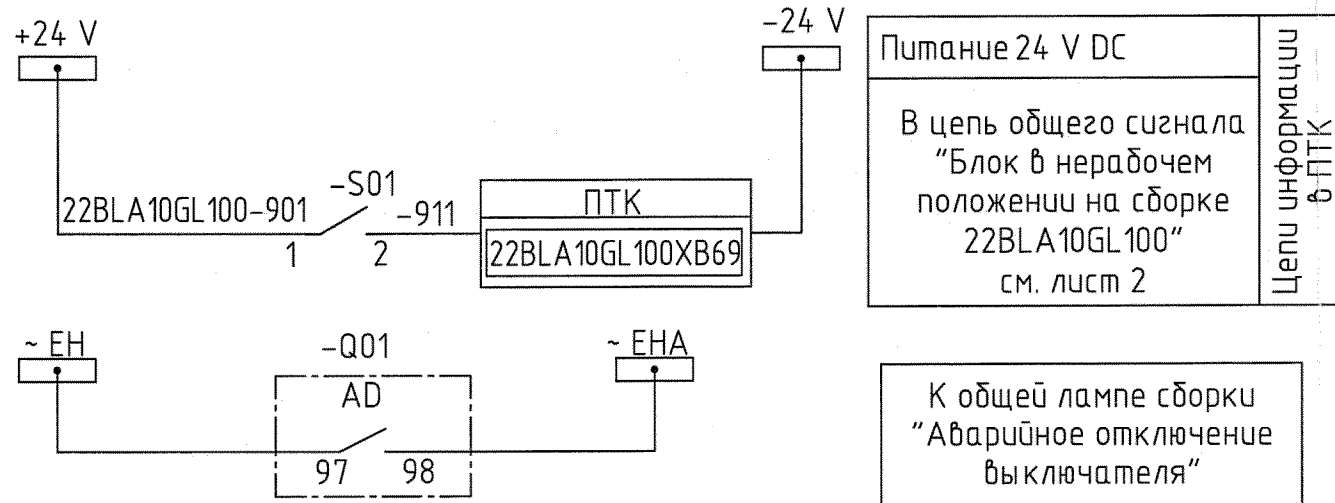 +24 V
-24 V
Питание 24 V DC
В цепь общего сигнала
"Блок в нерабочем
положении на сборке
22BLA10GL100"
см. лист 2
Цепи информации
в ПТК
22BLA10GL100-901
-S01
-911
1
2
ПТК
22BLA10GL100XB69
~ EH
-Q01
~ EHA
AD
97
98
К общей лампе сборки
"Аварийное отключение
выключателя"